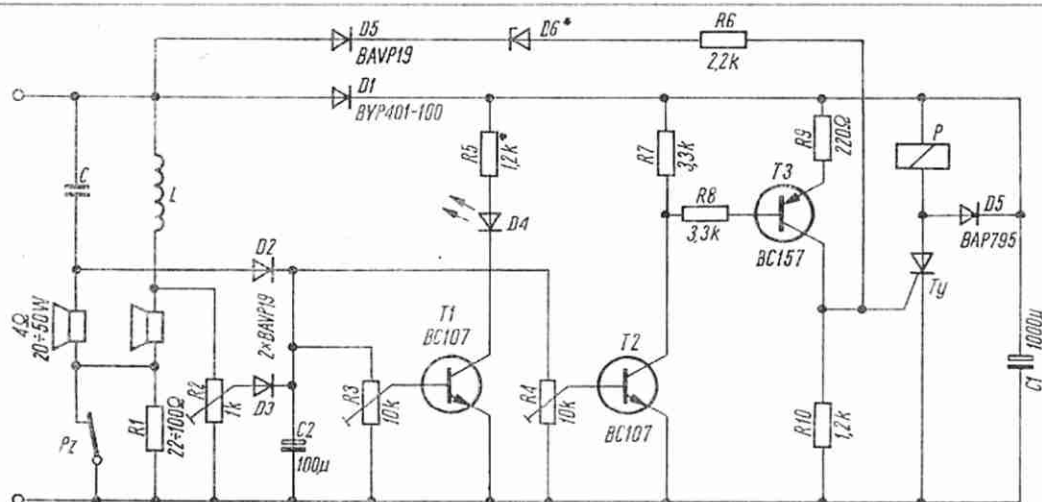 D5
BAVP19
D6*
R6
2,2k
D1
BYP401-100
C
L
R5*
1,2k
D4
R7
3,3k
R8
3,3k
R9
220Ω
T3
BC157
P
D5
BAP795
Ty
1000µ
C1
D2
2×BAVP19
D3
4Ω
20÷50W
Pz
R1
22÷100Ω
R2
1k
C2
100µ
R3
10k
T1
BC107
R4
10k
T2
BC107
R10
1,2k